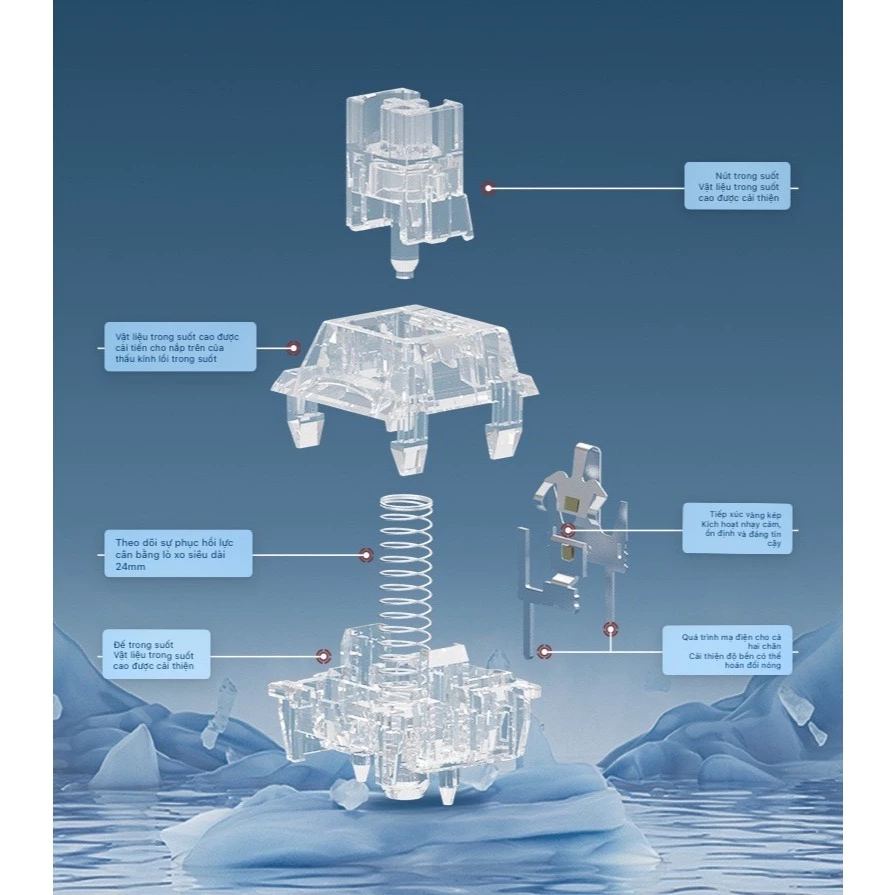 Nút trong suốt
Vật liệu trong suốt
cao được cải thiện
Vật liệu trong suốt cao được
cải tiến cho nắp trên của
thấu kính lồi trong suốt
Tiếp xúc vàng kép
Kích hoạt nhạy cảm,
ổn định và đáng tin
cậy
Theo dõi sự phục hồi lực
cân bằng lò xo siêu dài
24mm
Đế trong suốt
Vật liệu trong suốt
cao được cải thiện
Quá trình mạ điện cho cả
hai chân
Cải thiện độ bền có thể
hoán đổi nóng